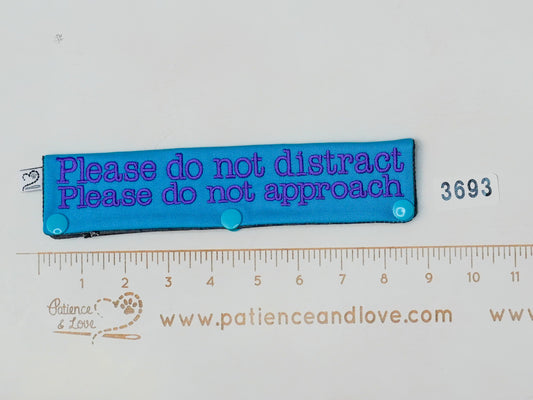 Please do not distract
Please do not approach
3693
1 2 3 4 5 6 7 8 9 10 11
Patience
& Love
www.patienceandlove.com
www.